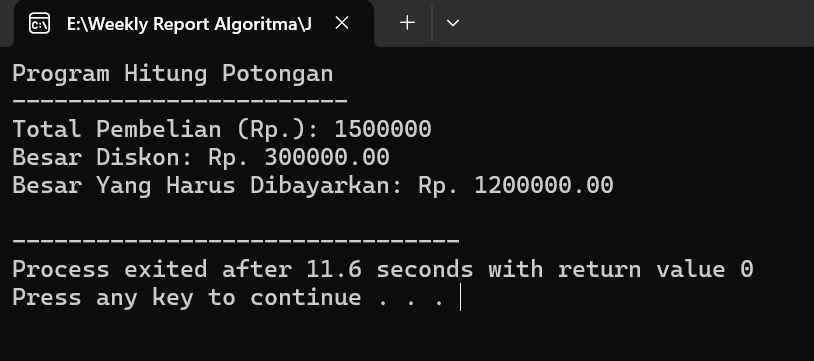 E:\Weekly Report Algoritma\J
Program Hitung Potongan
------------------------
Total Pembelian (Rp.): 1500000
Besar Diskon: Rp. 300000.00
Besar Yang Harus Dibayarkan: Rp. 1200000.00
--------------------------------
Process exited after 11.6 seconds with return value 0
Press any key to continue . . .